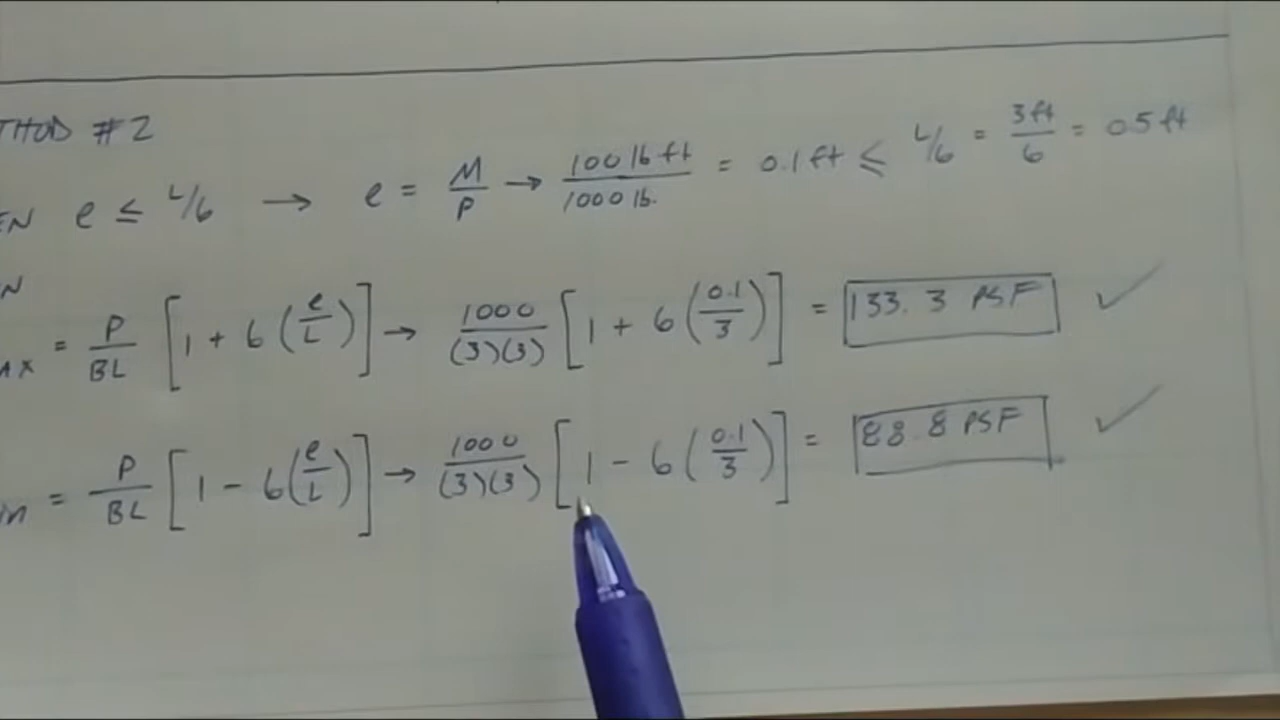 THOD #2
EN e ≤ L/6 → e = M/P → 100 lb ft/1000 lb. = 0.1 ft ≤ L/6 = 3 ft/6 = 0.5 ft
N
AX = P/BL [1 + 6(e/L)] → 1000/(3)(3) [1 + 6(0.1/3)] = 133.3 PSF ✓
in = P/BL [1 - 6(e/L)] → 1000/(3)(3) [1 - 6(0.1/3)] = 88.8 PSF ✓